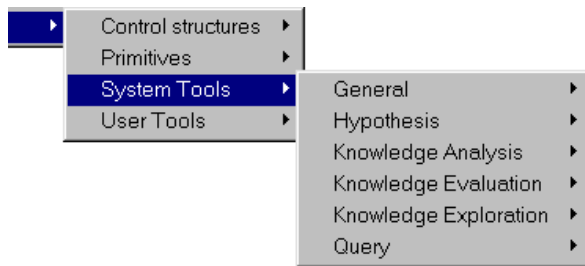 Control structures
Primitives
System Tools
User Tools
General
Hypothesis
Knowledge Analysis
Knowledge Evaluation
Knowledge Exploration
Query